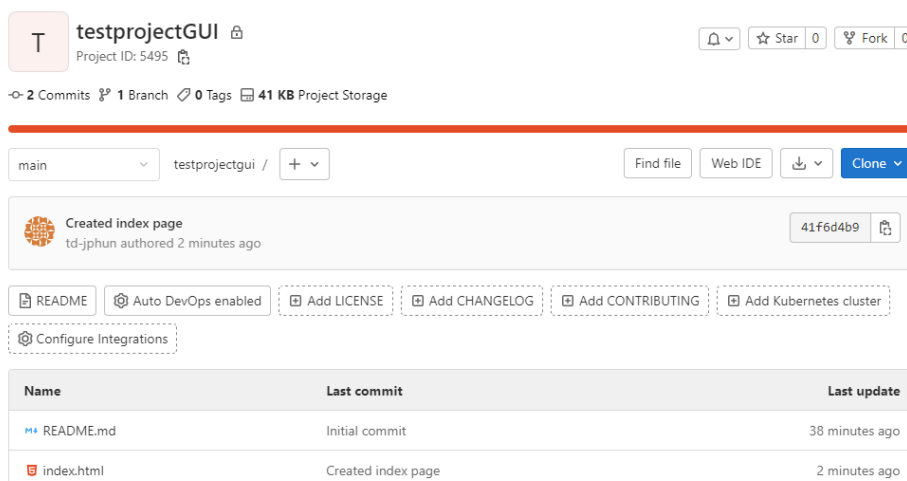 T
testprojectGUI
Project ID: 5495
Star 0
Fork 0
2 Commits 1 Branch 0 Tags 41 KB Project Storage
main
testprojectgui /
Find file
Web IDE
Clone
Created index page
td-jphun authored 2 minutes ago
41f6d4b9
README
Auto DevOps enabled
Add LICENSE
Add CHANGELOG
Add CONTRIBUTING
Add Kubernetes cluster
Configure Integrations
Name Last commit Last update
README.md Initial commit 38 minutes ago
index.html Created index page 2 minutes ago